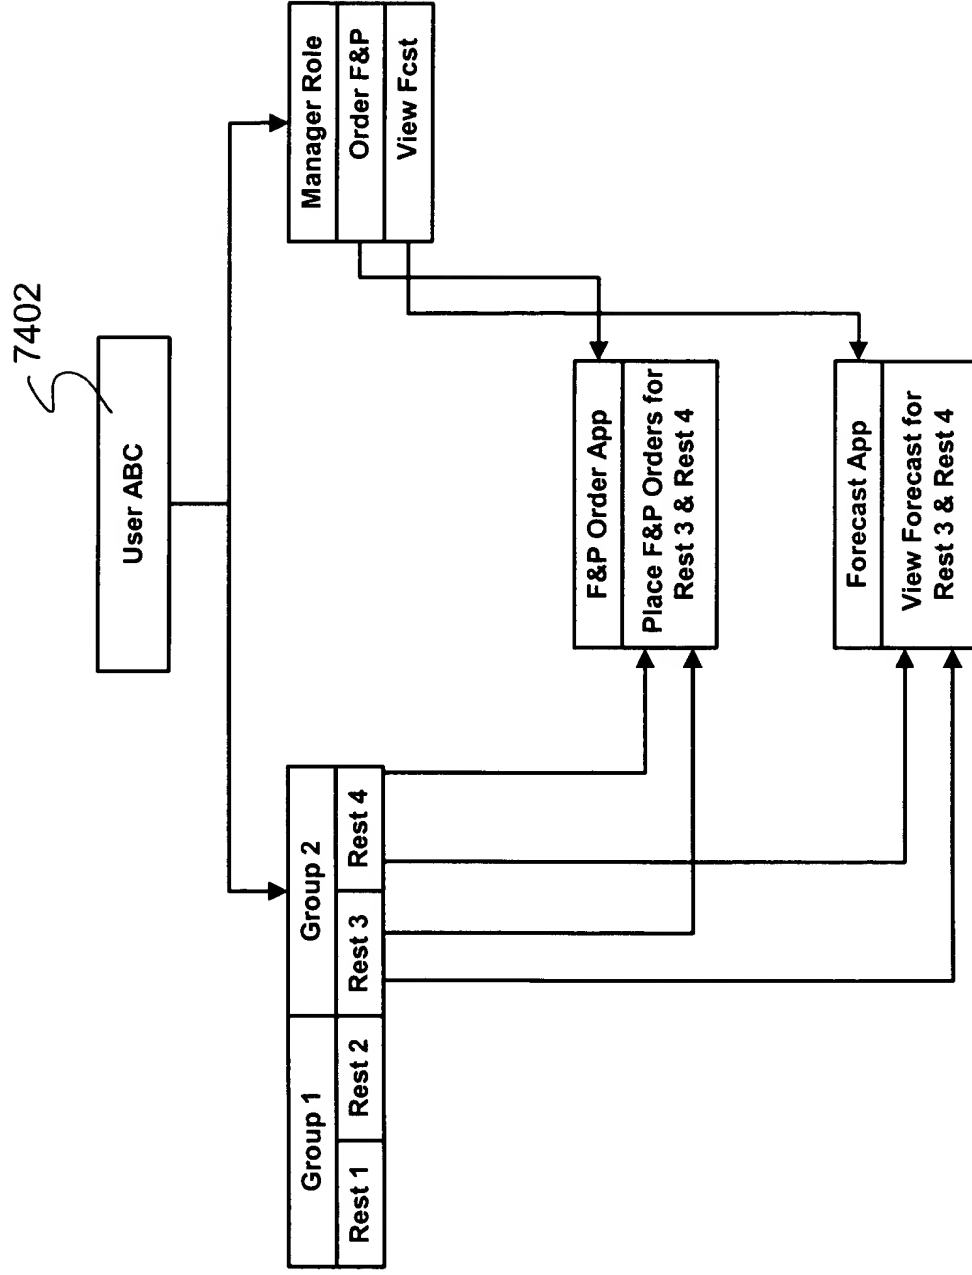 7402
User ABC
Group 1
Group 2
Rest 1
Rest 2
Rest 3
Rest 4
Manager Role
Order F&P
View Fcst
F&P Order App
Place F&P Orders for
Rest 3 & Rest 4
Forecast App
View Forecast for
Rest 3 & Rest 4